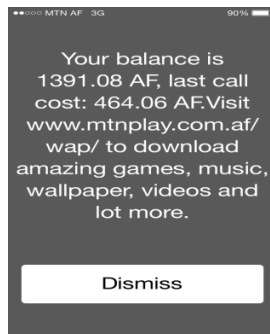 MTN AF 3G 90%
Your balance is
1391.08 AF, last call
cost: 464.06 AF.Visit
www.mtnplay.com.af/
wap/ to download
amazing games, music,
wallpaper, videos and
lot more.
Dismiss